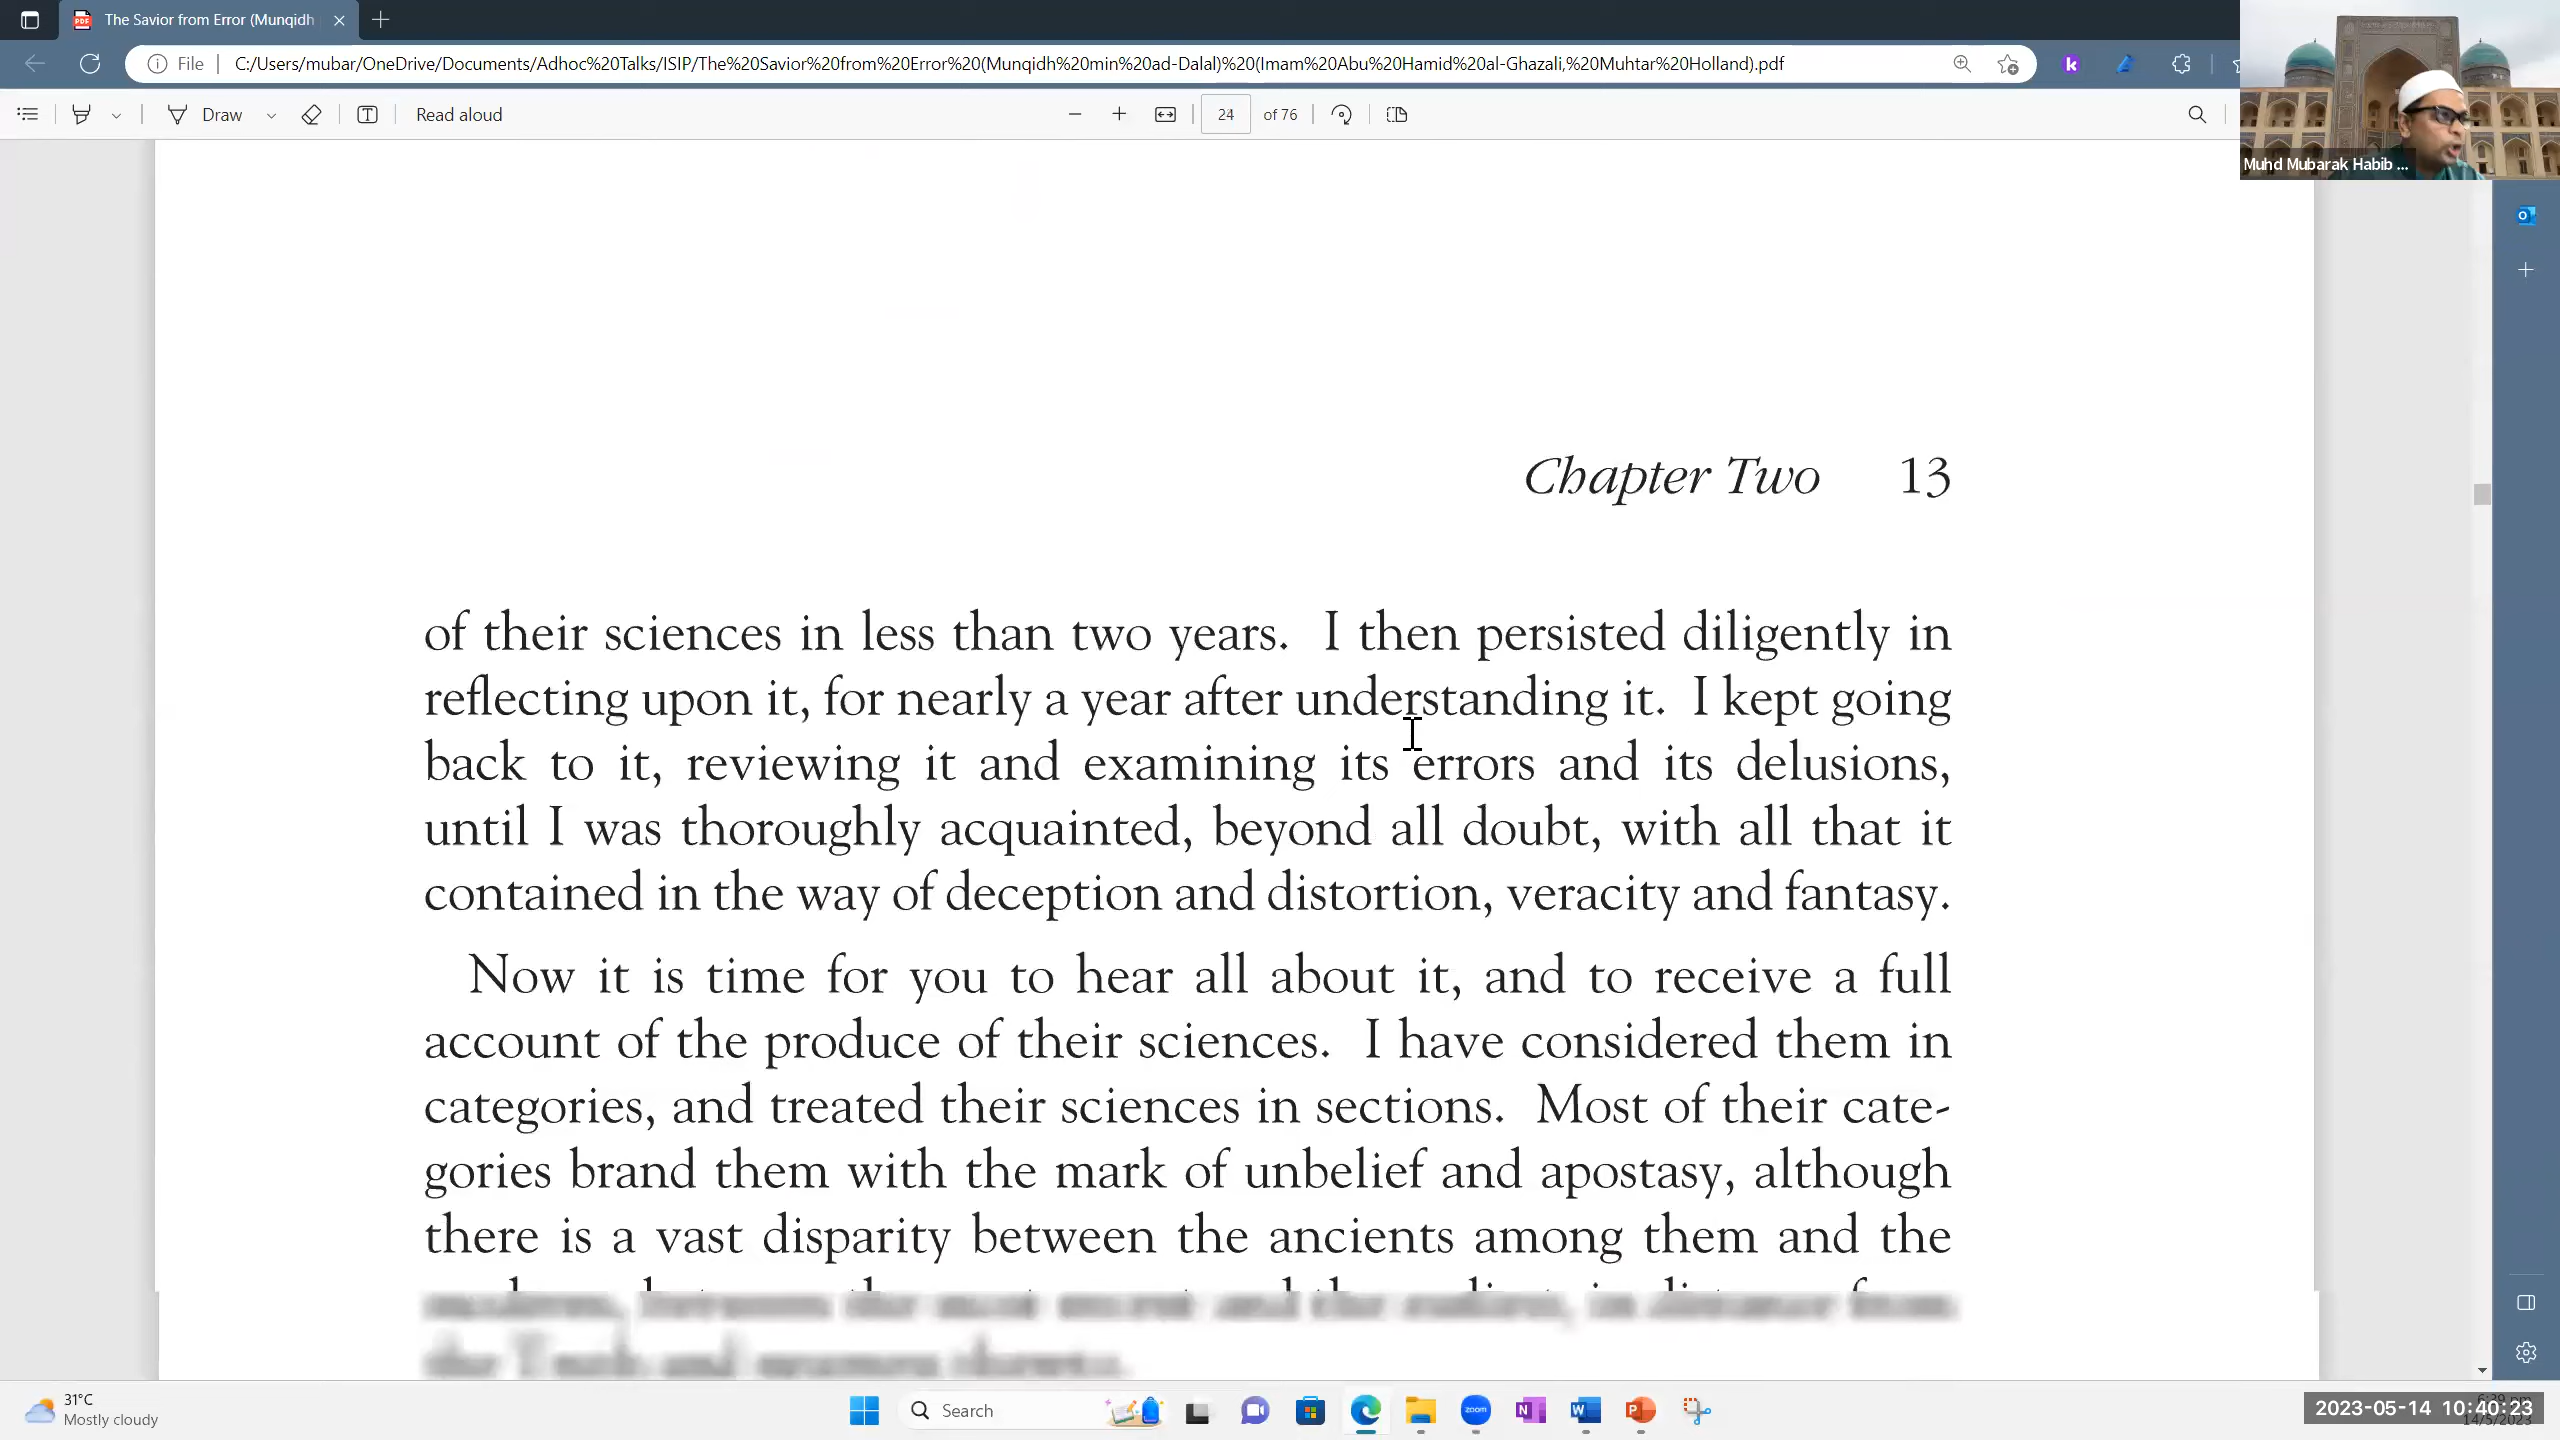 The Savior from Error (Munqidh
File
C:/Users/mubar/OneDrive/Documents/Adhoc%20Talks/ISIP/The%20Savior%20from%20Error%20(Munqidh%20min%20ad-Dalal)%20(Imam%20Abu%20Hamid%20al-Ghazali,%20Muhtar%20Holland).pdf
Draw
Read aloud
24 of 76
Muhd Mubarak Habib ...
Chapter Two 13
of their sciences in less than two years. I then persisted diligently in
reflecting upon it, for nearly a year after understanding it. I kept going
back to it, reviewing it and examining its errors and its delusions,
until I was thoroughly acquainted, beyond all doubt, with all that it
contained in the way of deception and distortion, veracity and fantasy.
Now it is time for you to hear all about it, and to receive a full
account of the produce of their sciences. I have considered them in
categories, and treated their sciences in sections. Most of their cate-
gories brand them with the mark of unbelief and apostasy, although
there is a vast disparity between the ancients among them and the
31°C
Mostly cloudy
Search
zoom
2023-05-14 10:40:23